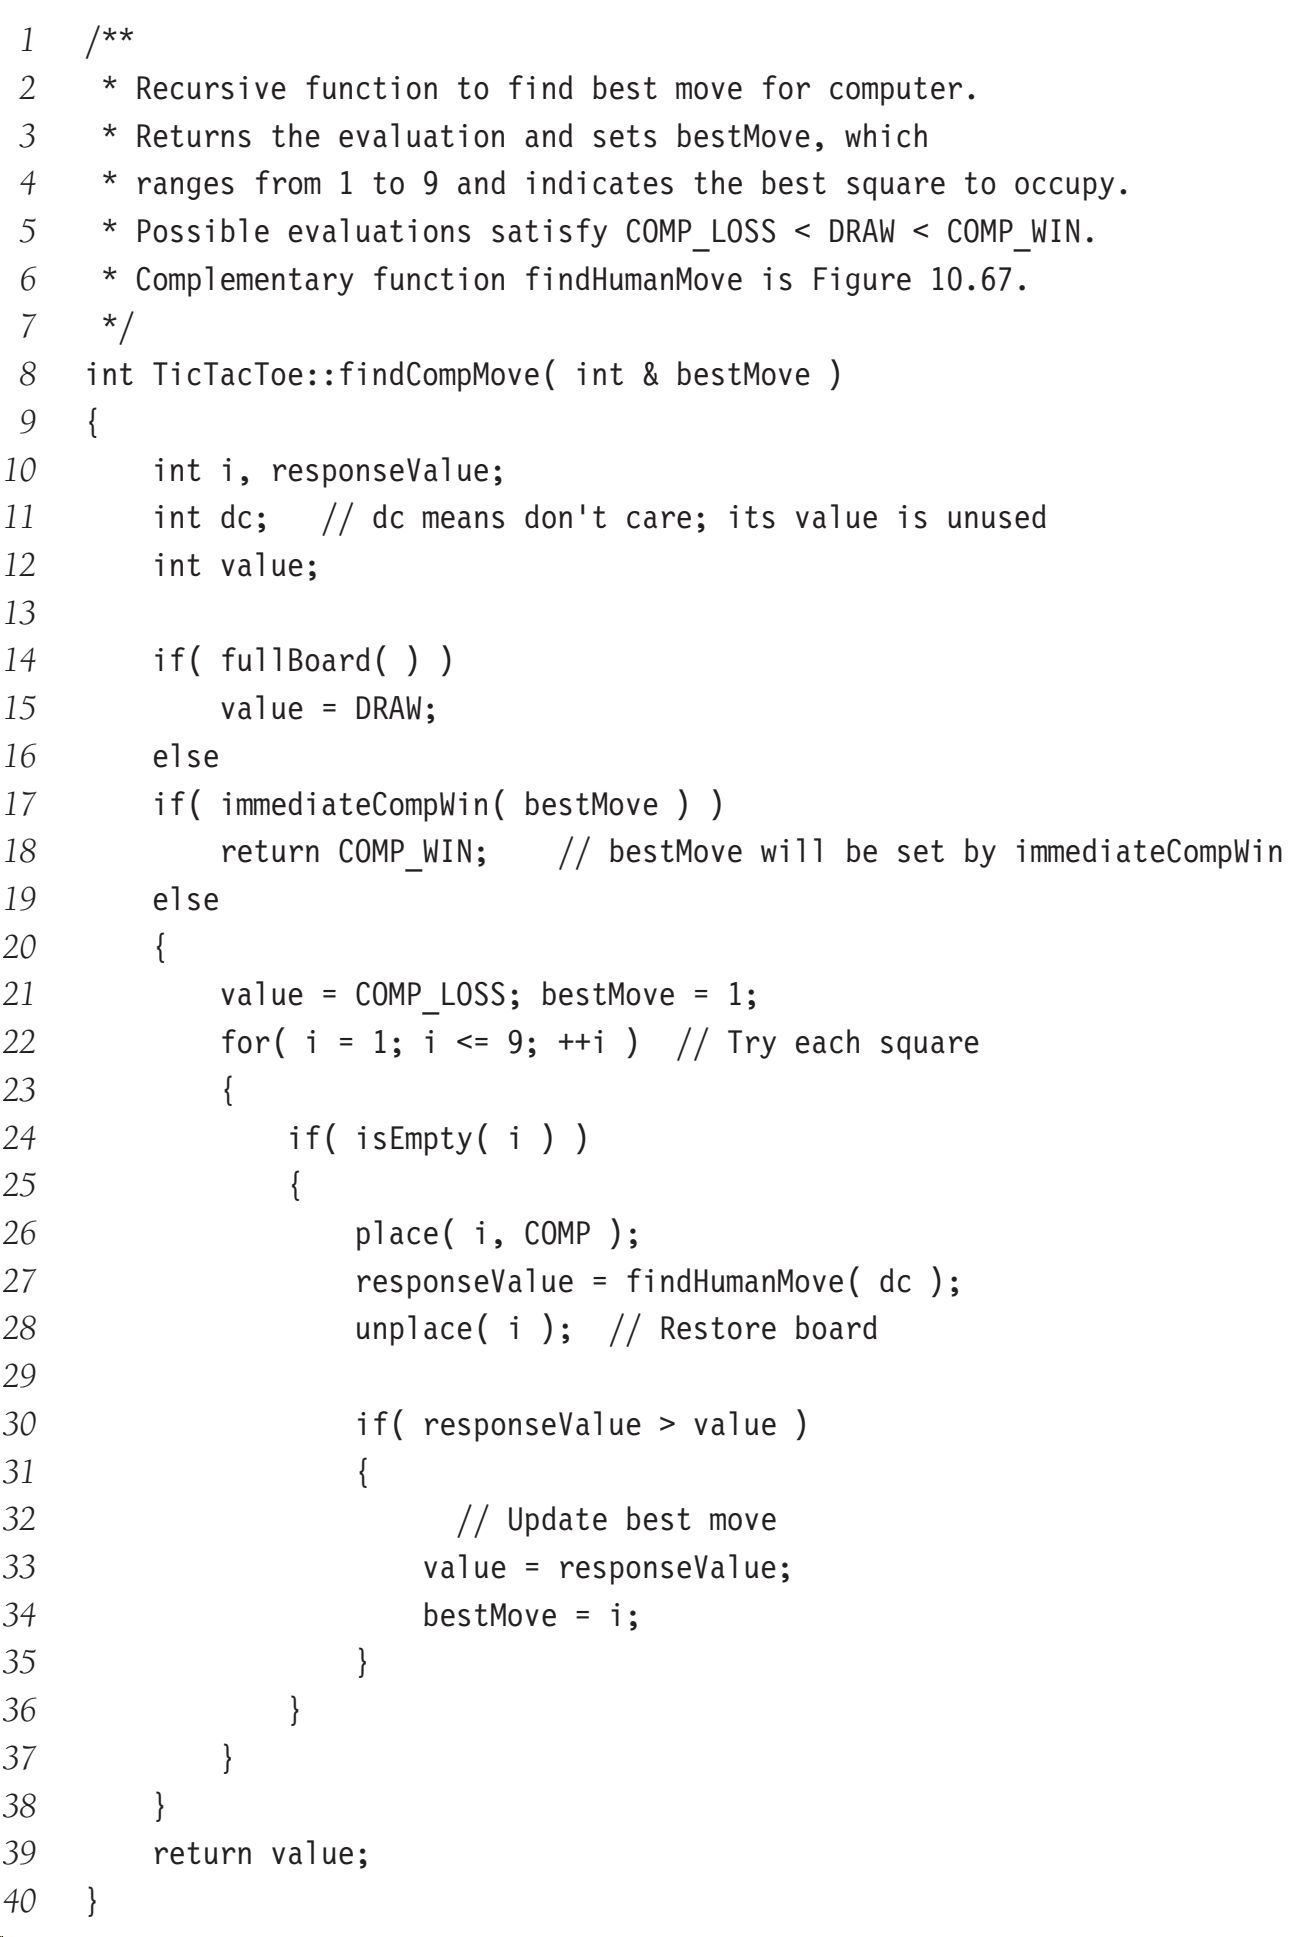 1 /**
2 * Recursive function to find best move for computer.
3 * Returns the evaluation and sets bestMove, which
4 * ranges from 1 to 9 and indicates the best square to occupy.
5 * Possible evaluations satisfy COMP_LOSS < DRAW < COMP_WIN.
6 * Complementary function findHumanMove is Figure 10.67.
7 */
8 int TicTacToe::findCompMove( int & bestMove )
9 {
10 int i, responseValue;
11 int dc; // dc means don't care; its value is unused
12 int value;
13
14 if( fullBoard( ) )
15 value = DRAW;
16 else
17 if( immediateCompWin( bestMove ) )
18 return COMP_WIN; // bestMove will be set by immediateCompWin
19 else
20 {
21 value = COMP_LOSS; bestMove = 1;
22 for( i = 1; i <= 9; ++i ) // Try each square
23 {
24 if( isEmpty( i ) )
25 {
26 place( i, COMP );
27 responseValue = findHumanMove( dc );
28 unplace( i ); // Restore board
29
30 if( responseValue > value )
31 {
32 // Update best move
33 value = responseValue;
34 bestMove = i;
35 }
36 }
37 }
38 }
39 return value;
40 }